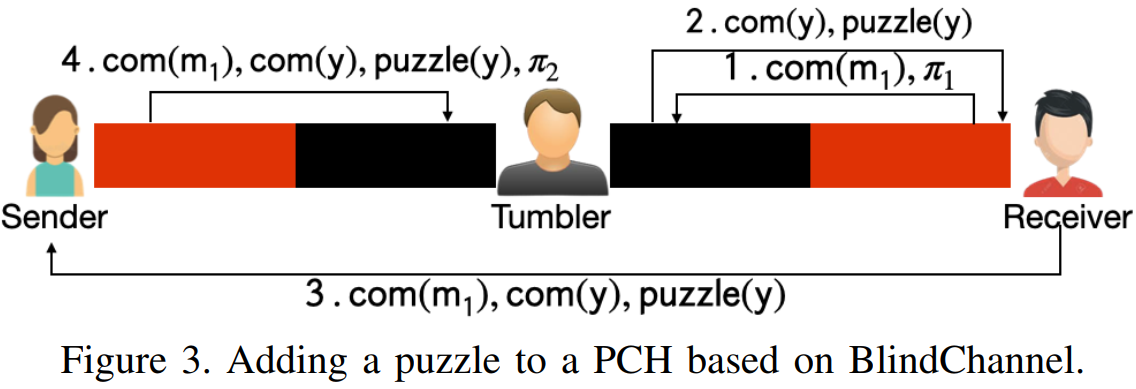 2.com(y), puzzle(y)
4.com(m₁), com(y), puzzle(y), π₂
1.com(m₁), π₁
Sender
Tumbler
Receiver
3.com(m₁), com(y), puzzle(y)
Figure 3. Adding a puzzle to a PCH based on BlindChannel.